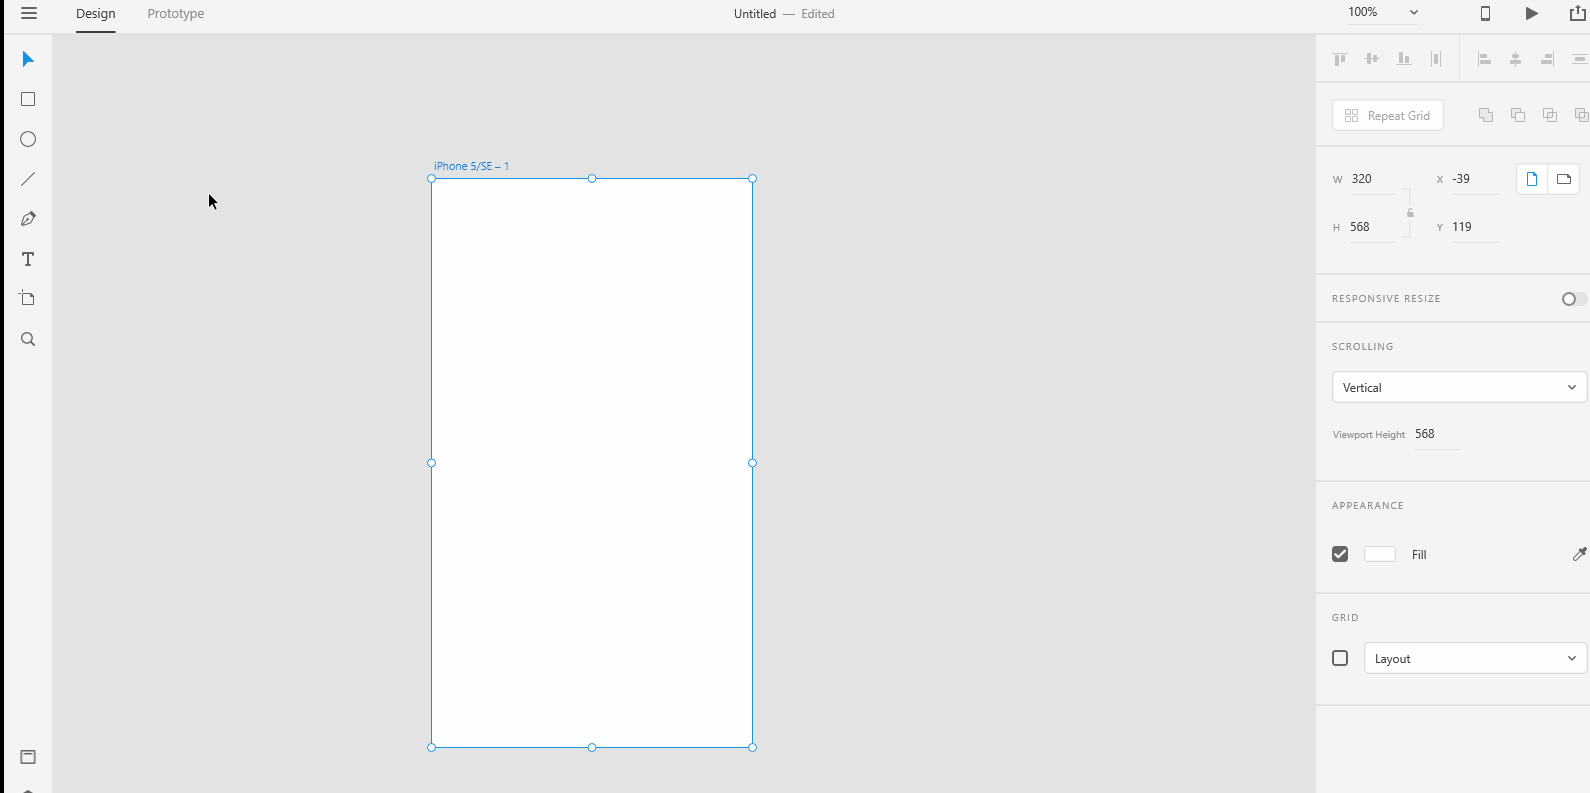 Design Prototype Untitled — Edited 100%
Repeat Grid
iPhone 5/SE – 1
W 320 X -39
H 568 Y 119
RESPONSIVE RESIZE
SCROLLING
Vertical
Viewport Height 568
APPEARANCE
Fill
GRID
Layout